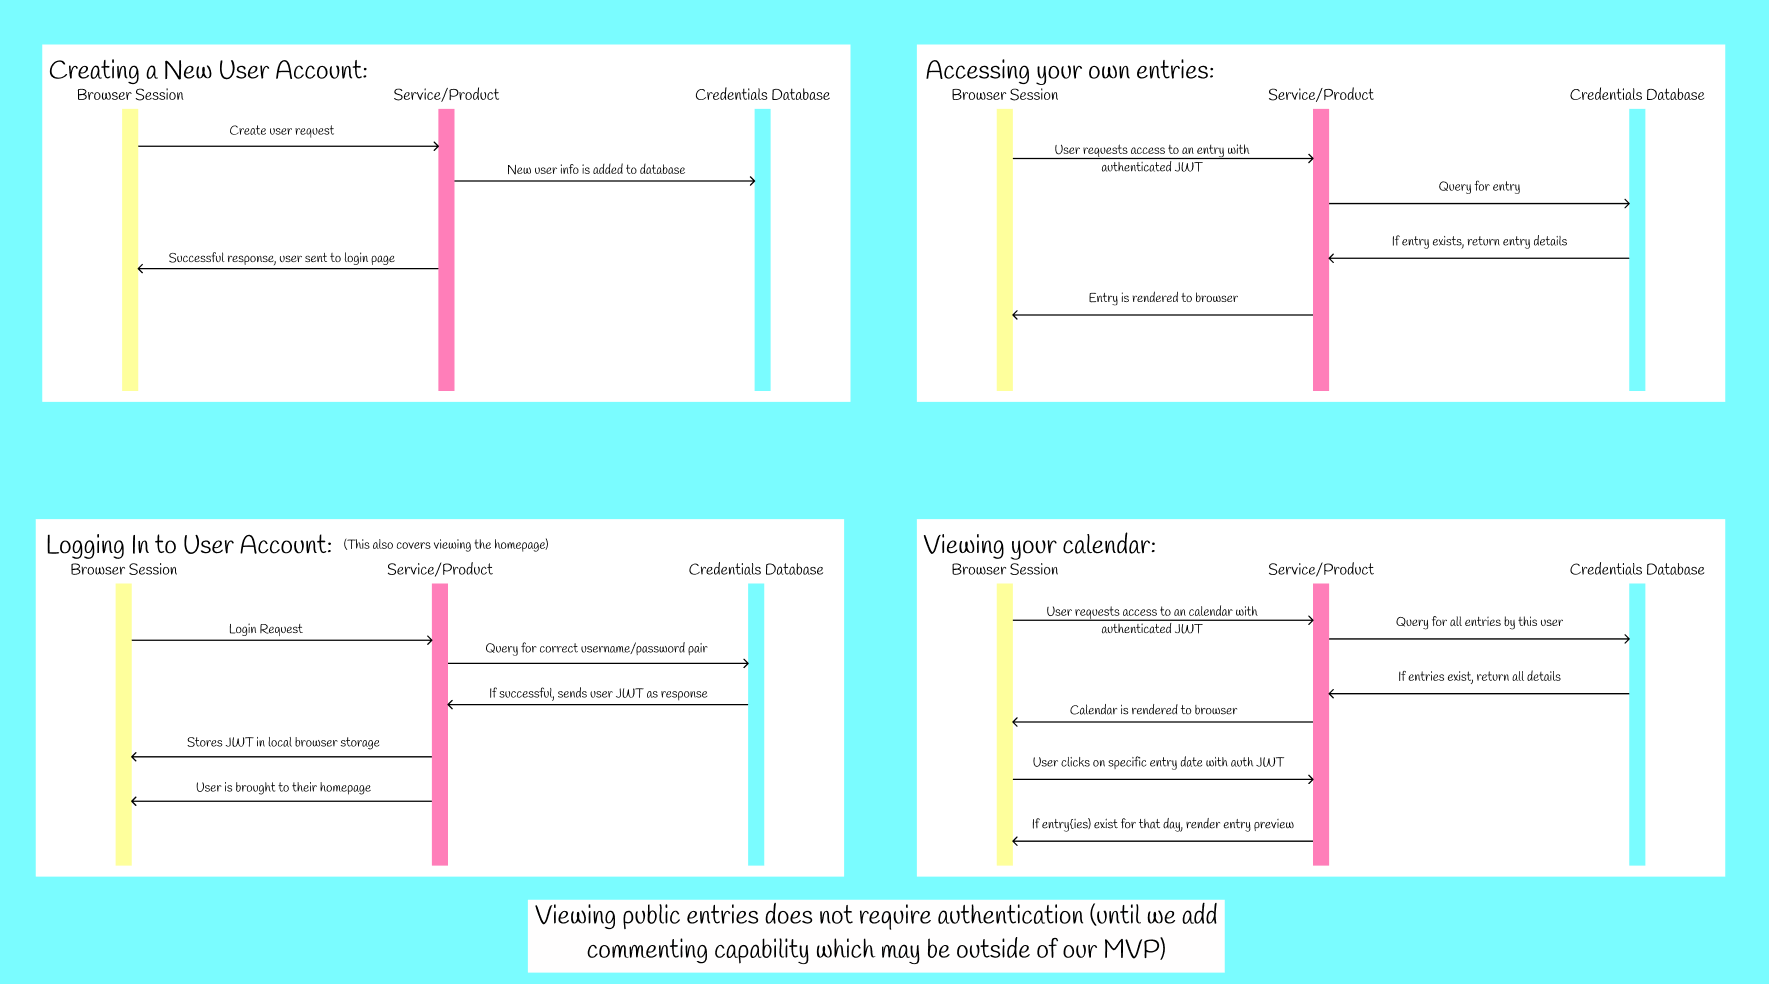 Creating a New User Account:
Browser Session
Service/Product
Credentials Database
Create user request
New user info is added to database
Successful response, user sent to login page
Accessing your own entries:
Browser Session
Service/Product
Credentials Database
User requests access to an entry with
authenticated JWT
Query for entry
If entry exists, return entry details
Entry is rendered to browser
Logging In to User Account: (This also covers viewing the homepage)
Browser Session
Service/Product
Credentials Database
Login Request
Query for correct username/password pair
If successful, sends user JWT as response
Stores JWT in local browser storage
User is brought to their homepage
Viewing your calendar:
Browser Session
Service/Product
Credentials Database
User requests access to an calendar with
authenticated JWT
Query for all entries by this user
If entries exist, return all details
Calendar is rendered to browser
User clicks on specific entry date with auth JWT
If entry(ies) exist for that day, render entry preview
Viewing public entries does not require authentication (until we add
commenting capability which may be outside of our MVP)